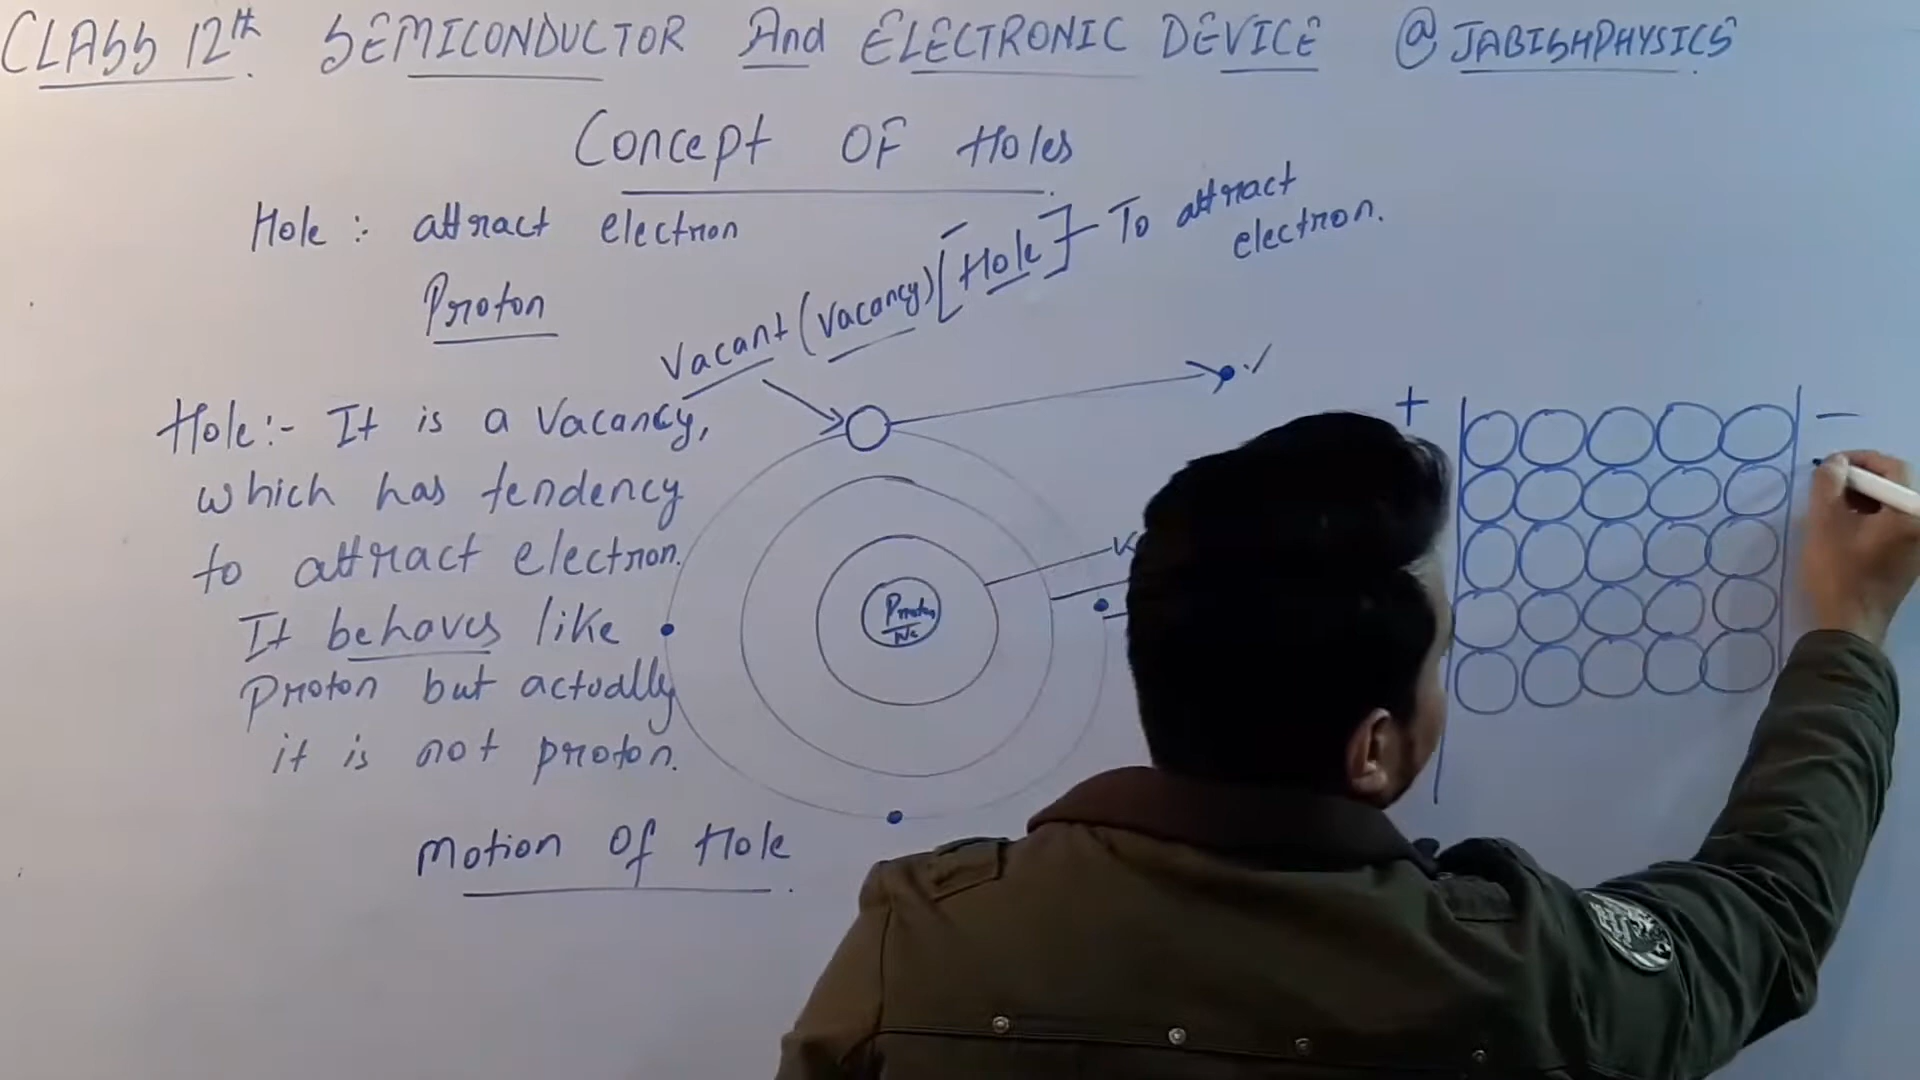 CLASS 12th SEMICONDUCTOR And ELECTRONIC DEVICE @JABISHPHYSICS
Concept OF Holes
Hole : attract electron
Proton
Vacant (Vacancy) [Hole] - To attract
electron.
Hole:- It is a Vacancy,
which has tendency
to attract electron.
It behaves like
Proton but actually
it is not proton.
Motion of Hole
Proton
+ −